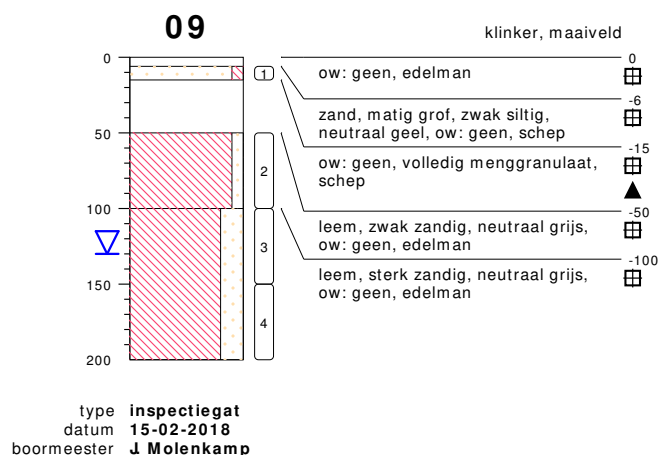 09
klinker, maaiveld
0
0
1
ow: geen, edelman
-6
zand, matig grof, zwak siltig,
neutraal geel, ow: geen, schep
-15
50
ow: geen, volledig menggranulaat,
schep
2
-50
100
leem, zwak zandig, neutraal grijs,
ow: geen, edelman
3
-100
150
leem, sterk zandig, neutraal grijs,
ow: geen, edelman
4
200
type inspectiegat
datum 15-02-2018
boormeester J. Molenkamp